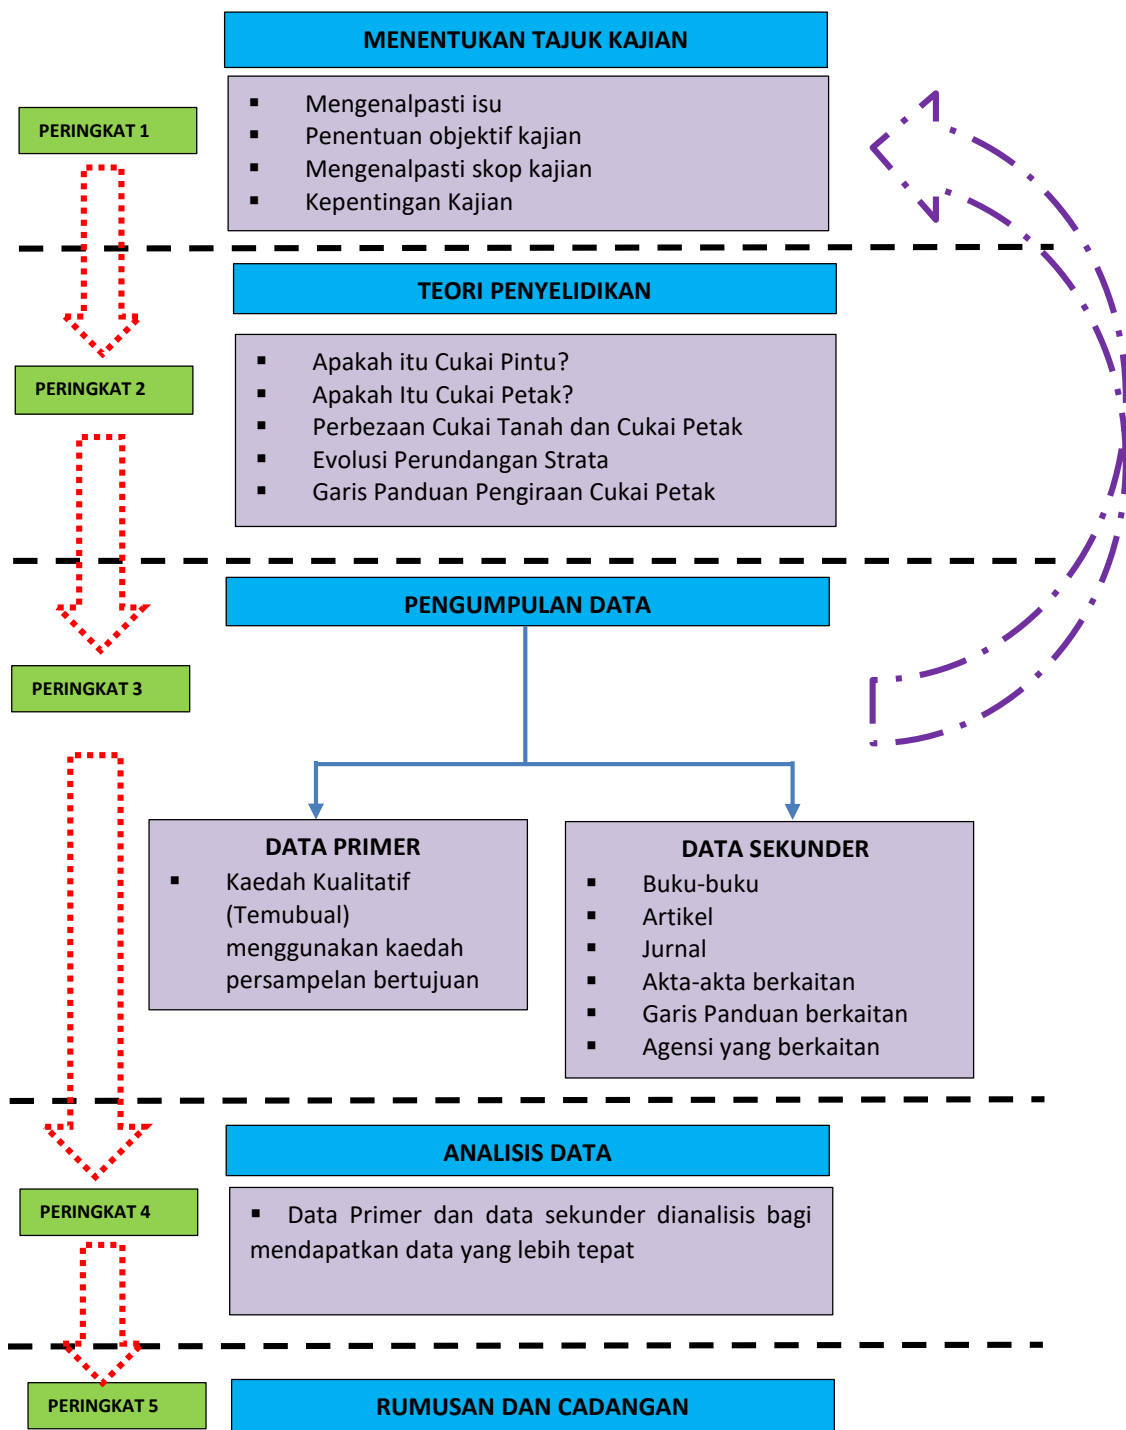 MENENTUKAN TAJUK KAJIAN
PERINGKAT 1
▪ Mengenalpasti isu
▪ Penentuan objektif kajian
▪ Mengenalpasti skop kajian
▪ Kepentingan Kajian
TEORI PENYELIDIKAN
PERINGKAT 2
▪ Apakah itu Cukai Pintu?
▪ Apakah Itu Cukai Petak?
▪ Perbezaan Cukai Tanah dan Cukai Petak
▪ Evolusi Perundangan Strata
▪ Garis Panduan Pengiraan Cukai Petak
PENGUMPULAN DATA
PERINGKAT 3
DATA PRIMER
▪ Kaedah Kualitatif
(Temubual)
menggunakan kaedah
persampelan bertujuan
DATA SEKUNDER
▪ Buku-buku
▪ Artikel
▪ Jurnal
▪ Akta-akta berkaitan
▪ Garis Panduan berkaitan
▪ Agensi yang berkaitan
ANALISIS DATA
PERINGKAT 4
▪ Data Primer dan data sekunder dianalisis bagi
mendapatkan data yang lebih tepat
PERINGKAT 5
RUMUSAN DAN CADANGAN